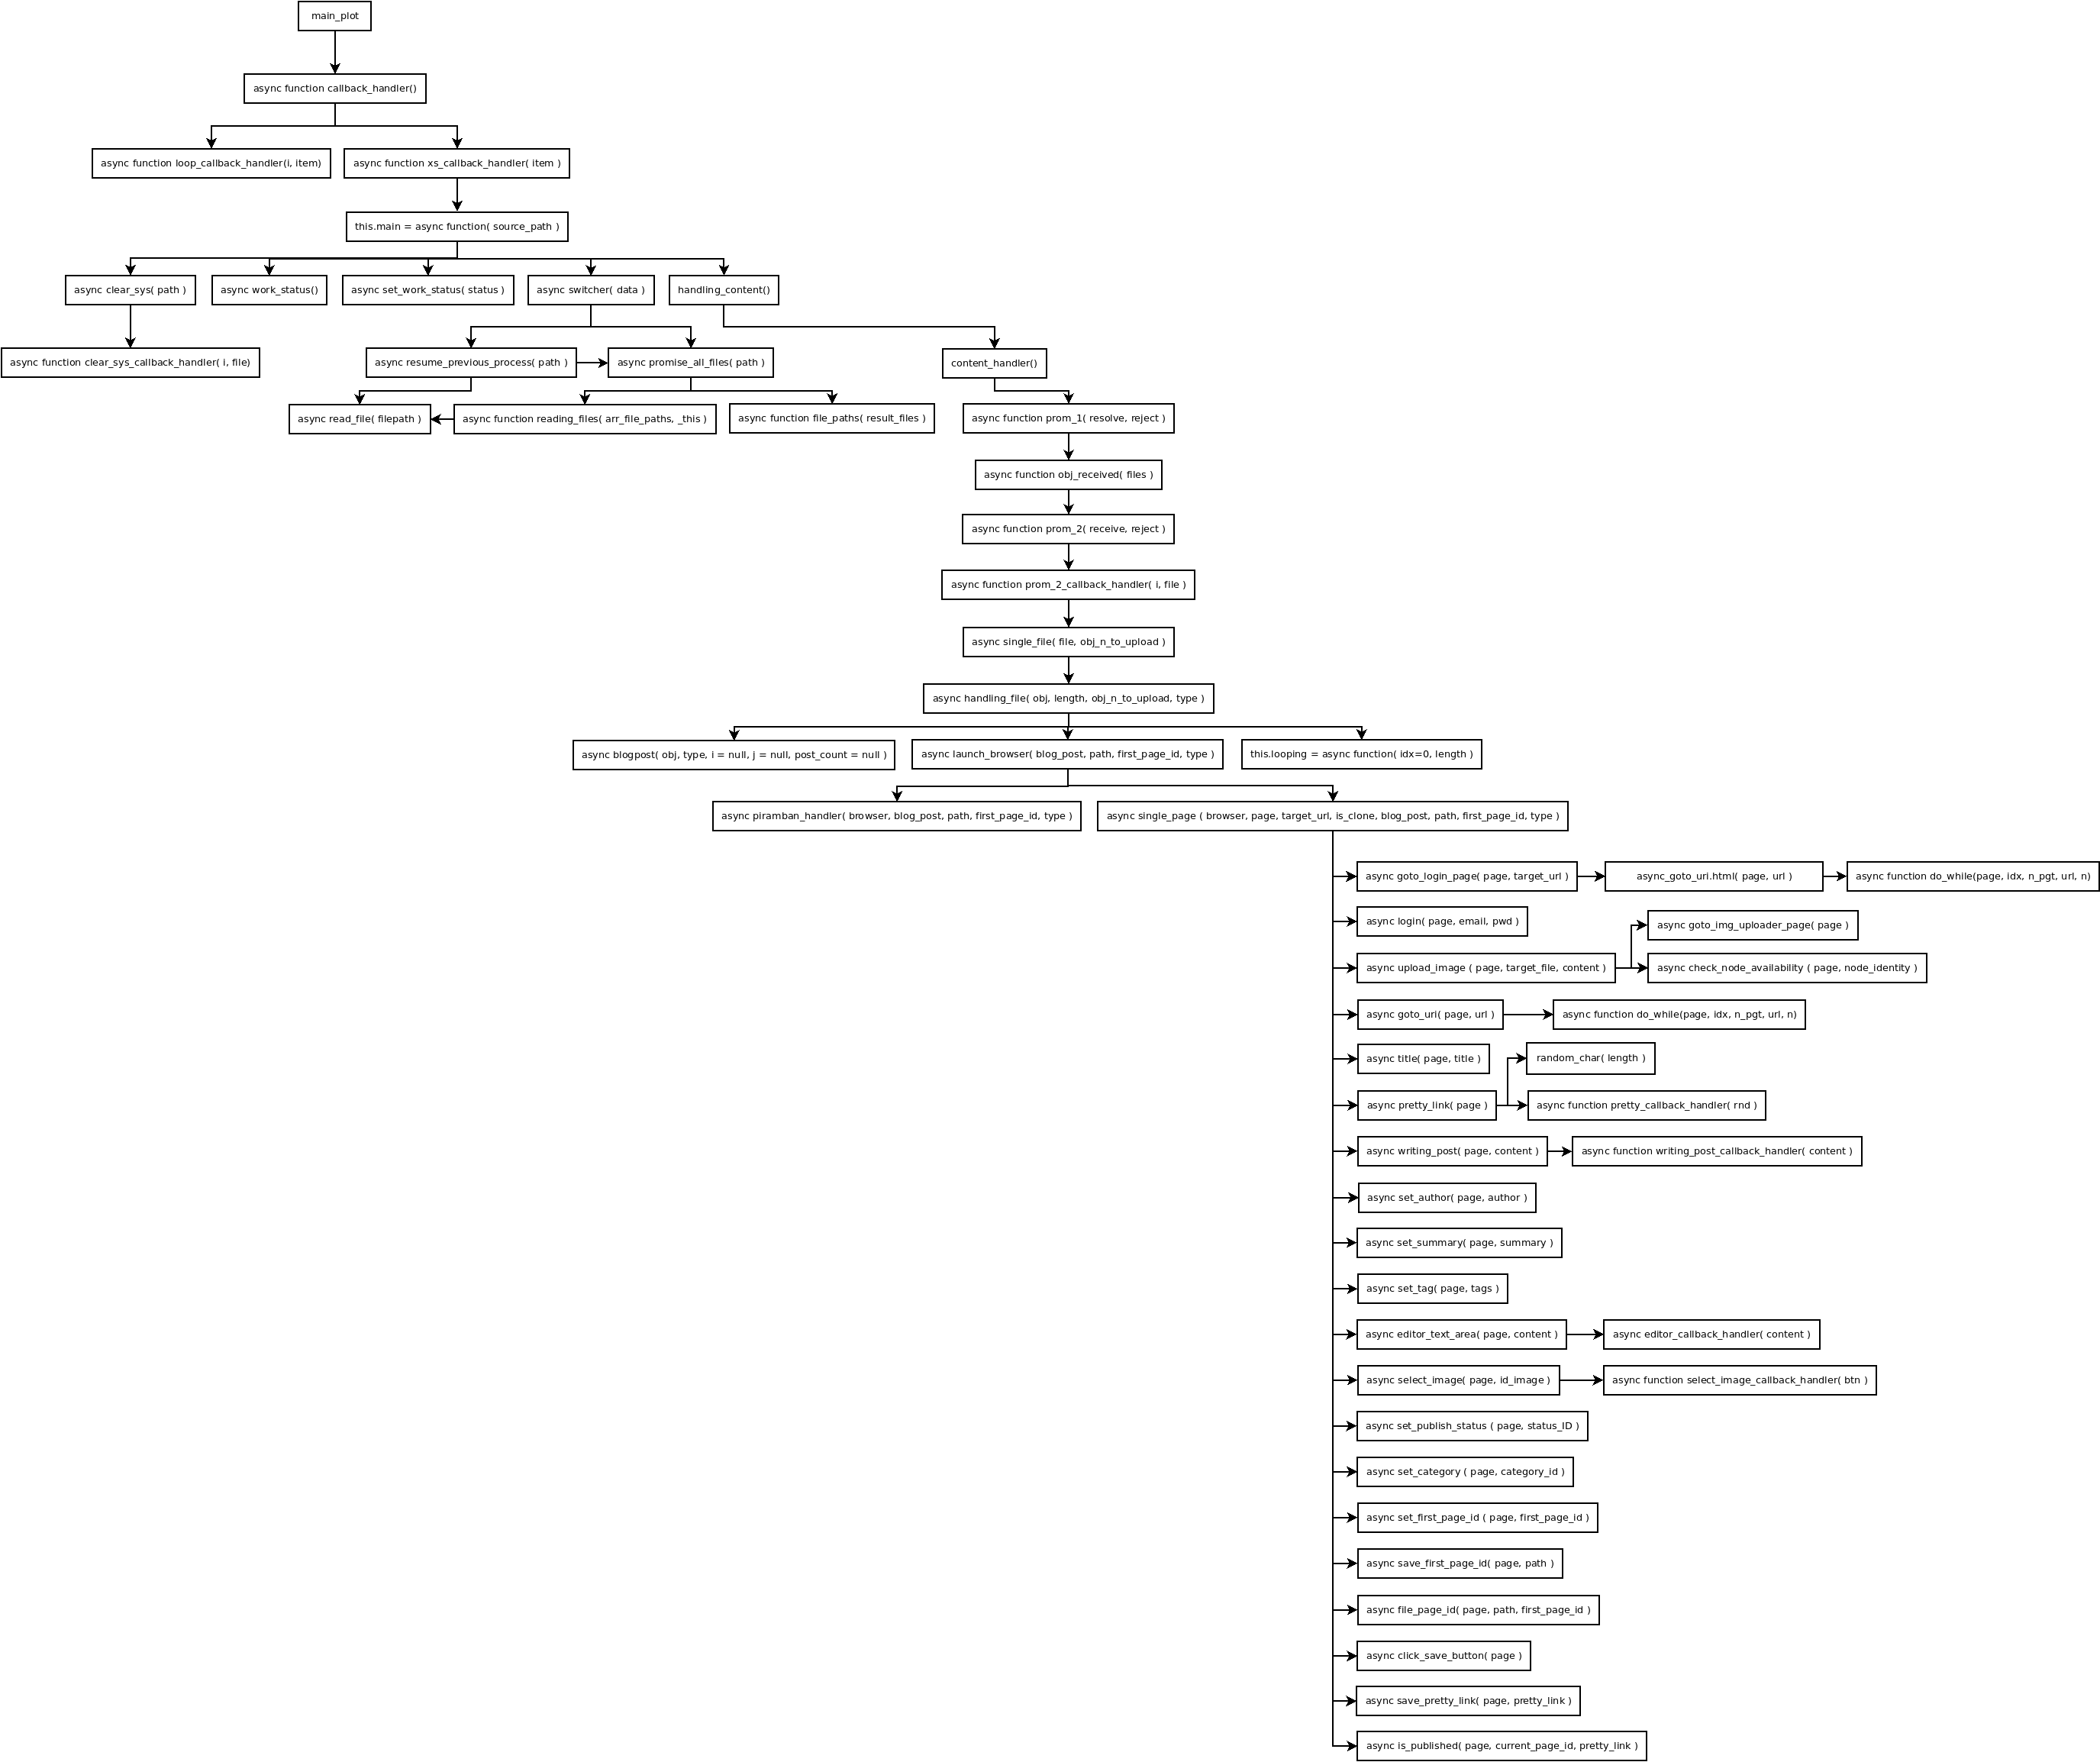 main_plot
async function callback_handler()
async function loop_callback_handler(i, item)
async function xs_callback_handler( item )
this.main = async function( source_path )
async clear_sys( path )
async work_status()
async set_work_status( status )
async switcher( data )
handling_content()
async function clear_sys_callback_handler( i, file)
async resume_previous_process( path )
async promise_all_files( path )
content_handler()
async read_file( filepath )
async function reading_files( arr_file_paths, _this )
async function file_paths( result_files )
async function prom_1( resolve, reject )
async function obj_received( files )
async function prom_2( receive, reject )
async function prom_2_callback_handler( i, file )
async single_file( file, obj_n_to_upload )
async handling_file( obj, length, obj_n_to_upload, type )
async blogpost( obj, type, i = null, j = null, post_count = null )
async launch_browser( blog_post, path, first_page_id, type )
this.looping = async function( idx=0, length )
async piramban_handler( browser, blog_post, path, first_page_id, type )
async single_page ( browser, page, target_url, is_clone, blog_post, path, first_page_id, type )
async goto_login_page( page, target_url )
async_goto_uri.html( page, url )
async function do_while(page, idx, n_pgt, url, n)
async login( page, email, pwd )
async goto_img_uploader_page( page )
async upload_image ( page, target_file, content )
async check_node_availability ( page, node_identity )
async goto_uri( page, url )
async function do_while(page, idx, n_pgt, url, n)
async title( page, title )
random_char( length )
async pretty_link( page )
async function pretty_callback_handler( rnd )
async writing_post( page, content )
async function writing_post_callback_handler( content )
async set_author( page, author )
async set_summary( page, summary )
async set_tag( page, tags )
async editor_text_area( page, content )
async editor_callback_handler( content )
async select_image( page, id_image )
async function select_image_callback_handler( btn )
async set_publish_status ( page, status_ID )
async set_category ( page, category_id )
async set_first_page_id ( page, first_page_id )
async save_first_page_id( page, path )
async file_page_id( page, path, first_page_id )
async click_save_button( page )
async save_pretty_link( page, pretty_link )
async is_published( page, current_page_id, pretty_link )